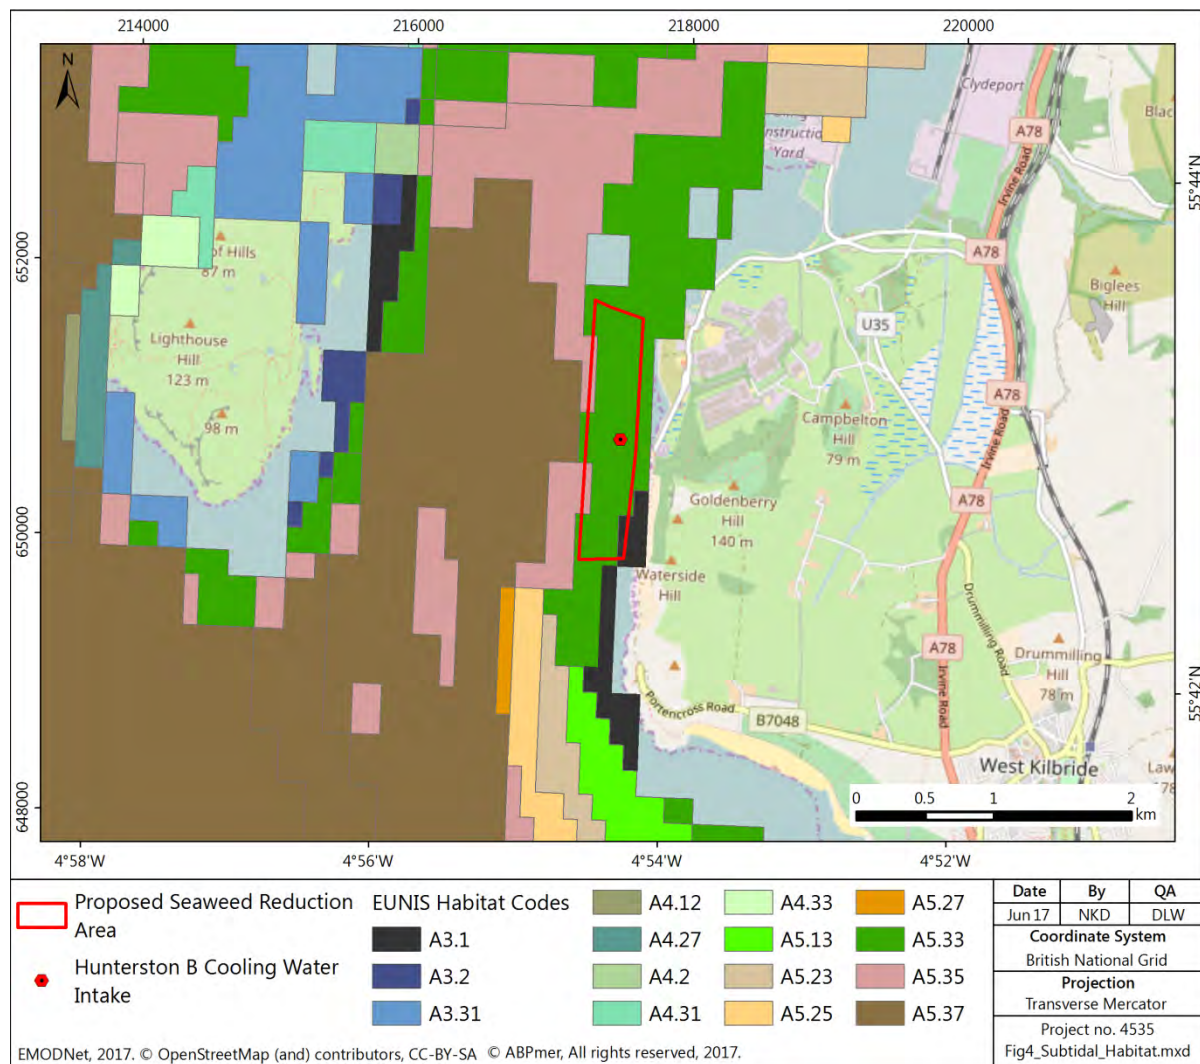 214000
216000
218000
220000
N
Clydeport
Construction
Yard
A78
Irvine Road
Blac
55°44'N
652000
of Hills
87 m
A78
Biglees
Hill
U35
Lighthouse
Hill
123 m
98 m
Campbelton
Hill
79 m
A78
Irvine Road
650000
Goldenberry
Hill
140 m
A78
Waterside
Hill
Drummilling Road
A78
Drummilling
Hill
78 m
55°42'N
Irvine Road
Portencross Road
B7048
West Kilbride
Law
178
648000
0 0.5 1 2
km
4°58'W
4°56'W
4°54'W
4°52'W
Proposed Seaweed Reduction
Area
Hunterston B Cooling Water
Intake
EUNIS Habitat Codes
A3.1
A3.2
A3.31
A4.12
A4.27
A4.2
A4.31
A4.33
A5.13
A5.23
A5.25
A5.27
A5.33
A5.35
A5.37
Date By QA
Jun 17 NKD DLW
Coordinate System
British National Grid
Projection
Transverse Mercator
Project no. 4535
Fig4_Subtidal_Habitat.mxd
EMODNet, 2017. © OpenStreetMap (and) contributors, CC-BY-SA © ABPmer, All rights reserved, 2017.